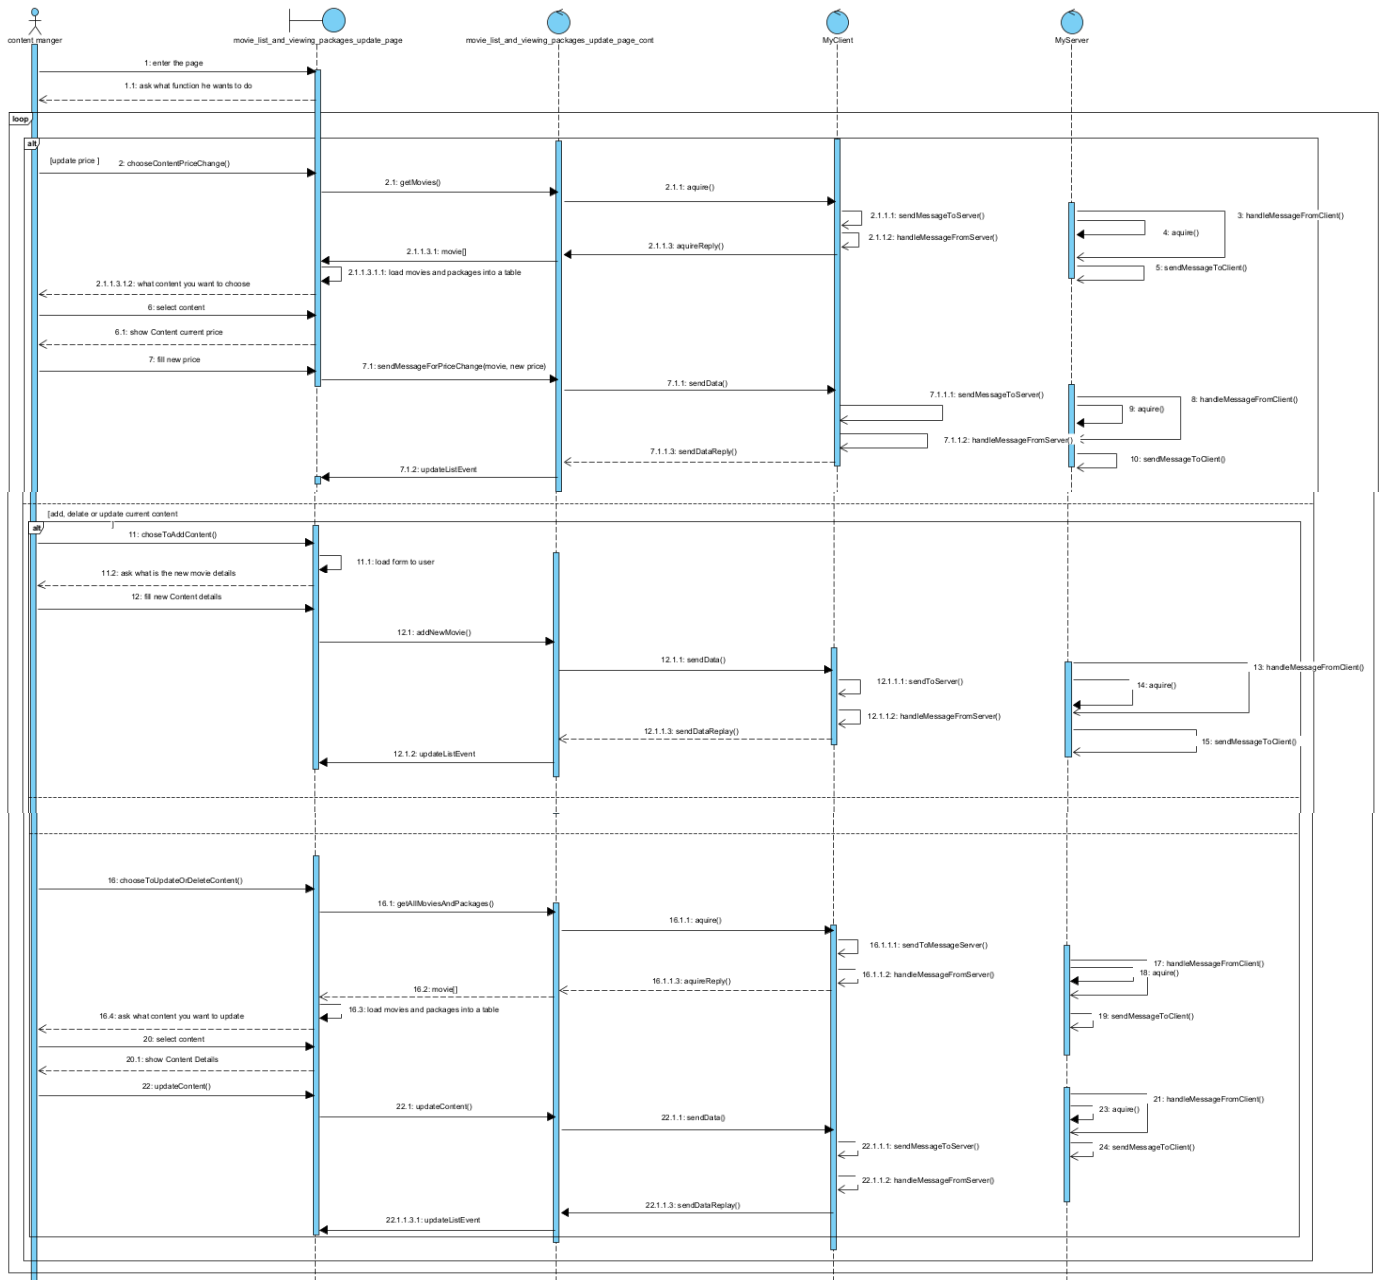 content manger
movie_list_and_viewing_packages_update_page
movie_list_and_viewing_packages_update_page_cont
MyClient
MyServer
1: enter the page
1.1: ask what function he wants to do
loop
alt
[update price ]
2: chooseContentPriceChange()
2.1: getMovies()
2.1.1: aquire()
2.1.1.1: sendMessageToServer()
3: handleMessageFromClient()
4: aquire()
2.1.1.2: handleMessageFromServer()
2.1.1.3: aquireReply()
2.1.1.3.1: movie[]
5: sendMessageToClient()
2.1.1.3.1.1: load movies and packages into a table
2.1.1.3.1.2: what content you want to choose
6: select content
6.1: show Content current price
7: fill new price
7.1: sendMessageForPriceChange(movie, new price)
7.1.1: sendData()
7.1.1.1: sendMessageToServer()
8: handleMessageFromClient()
9: aquire()
7.1.1.2: handleMessageFromServer()
7.1.1.3: sendDataReply()
10: sendMessageToClient()
7.1.2: updateListEvent
[add, delate or update current content
]
alt
11: choseToAddContent()
11.1: load form to user
11.2: ask what is the new movie details
12: fill new Content details
12.1: addNewMovie()
12.1.1: sendData()
13: handleMessageFromClient()
12.1.1.1: sendToServer()
14: aquire()
12.1.1.2: handleMessageFromServer()
12.1.1.3: sendDataReplay()
15: sendMessageToClient()
12.1.2: updateListEvent
16: chooseToUpdateOrDeleteContent()
16.1: getAllMoviesAndPackages()
16.1.1: aquire()
16.1.1.1: sendToMessageServer()
17: handleMessageFromClient()
18: aquire()
16.1.1.2: handleMessageFromServer()
16.1.1.3: aquireReply()
16.2: movie[]
16.3: load movies and packages into a table
16.4: ask what content you want to update
19: sendMessageToClient()
20: select content
20.1: show Content Details
22: updateContent()
21: handleMessageFromClient()
22.1: updateContent()
23: aquire()
22.1.1: sendData()
22.1.1.1: sendMessageToServer()
24: sendMessageToClient()
22.1.1.2: handleMessageFromServer()
22.1.1.3: sendDataReplay()
22.1.1.3.1: updateListEvent